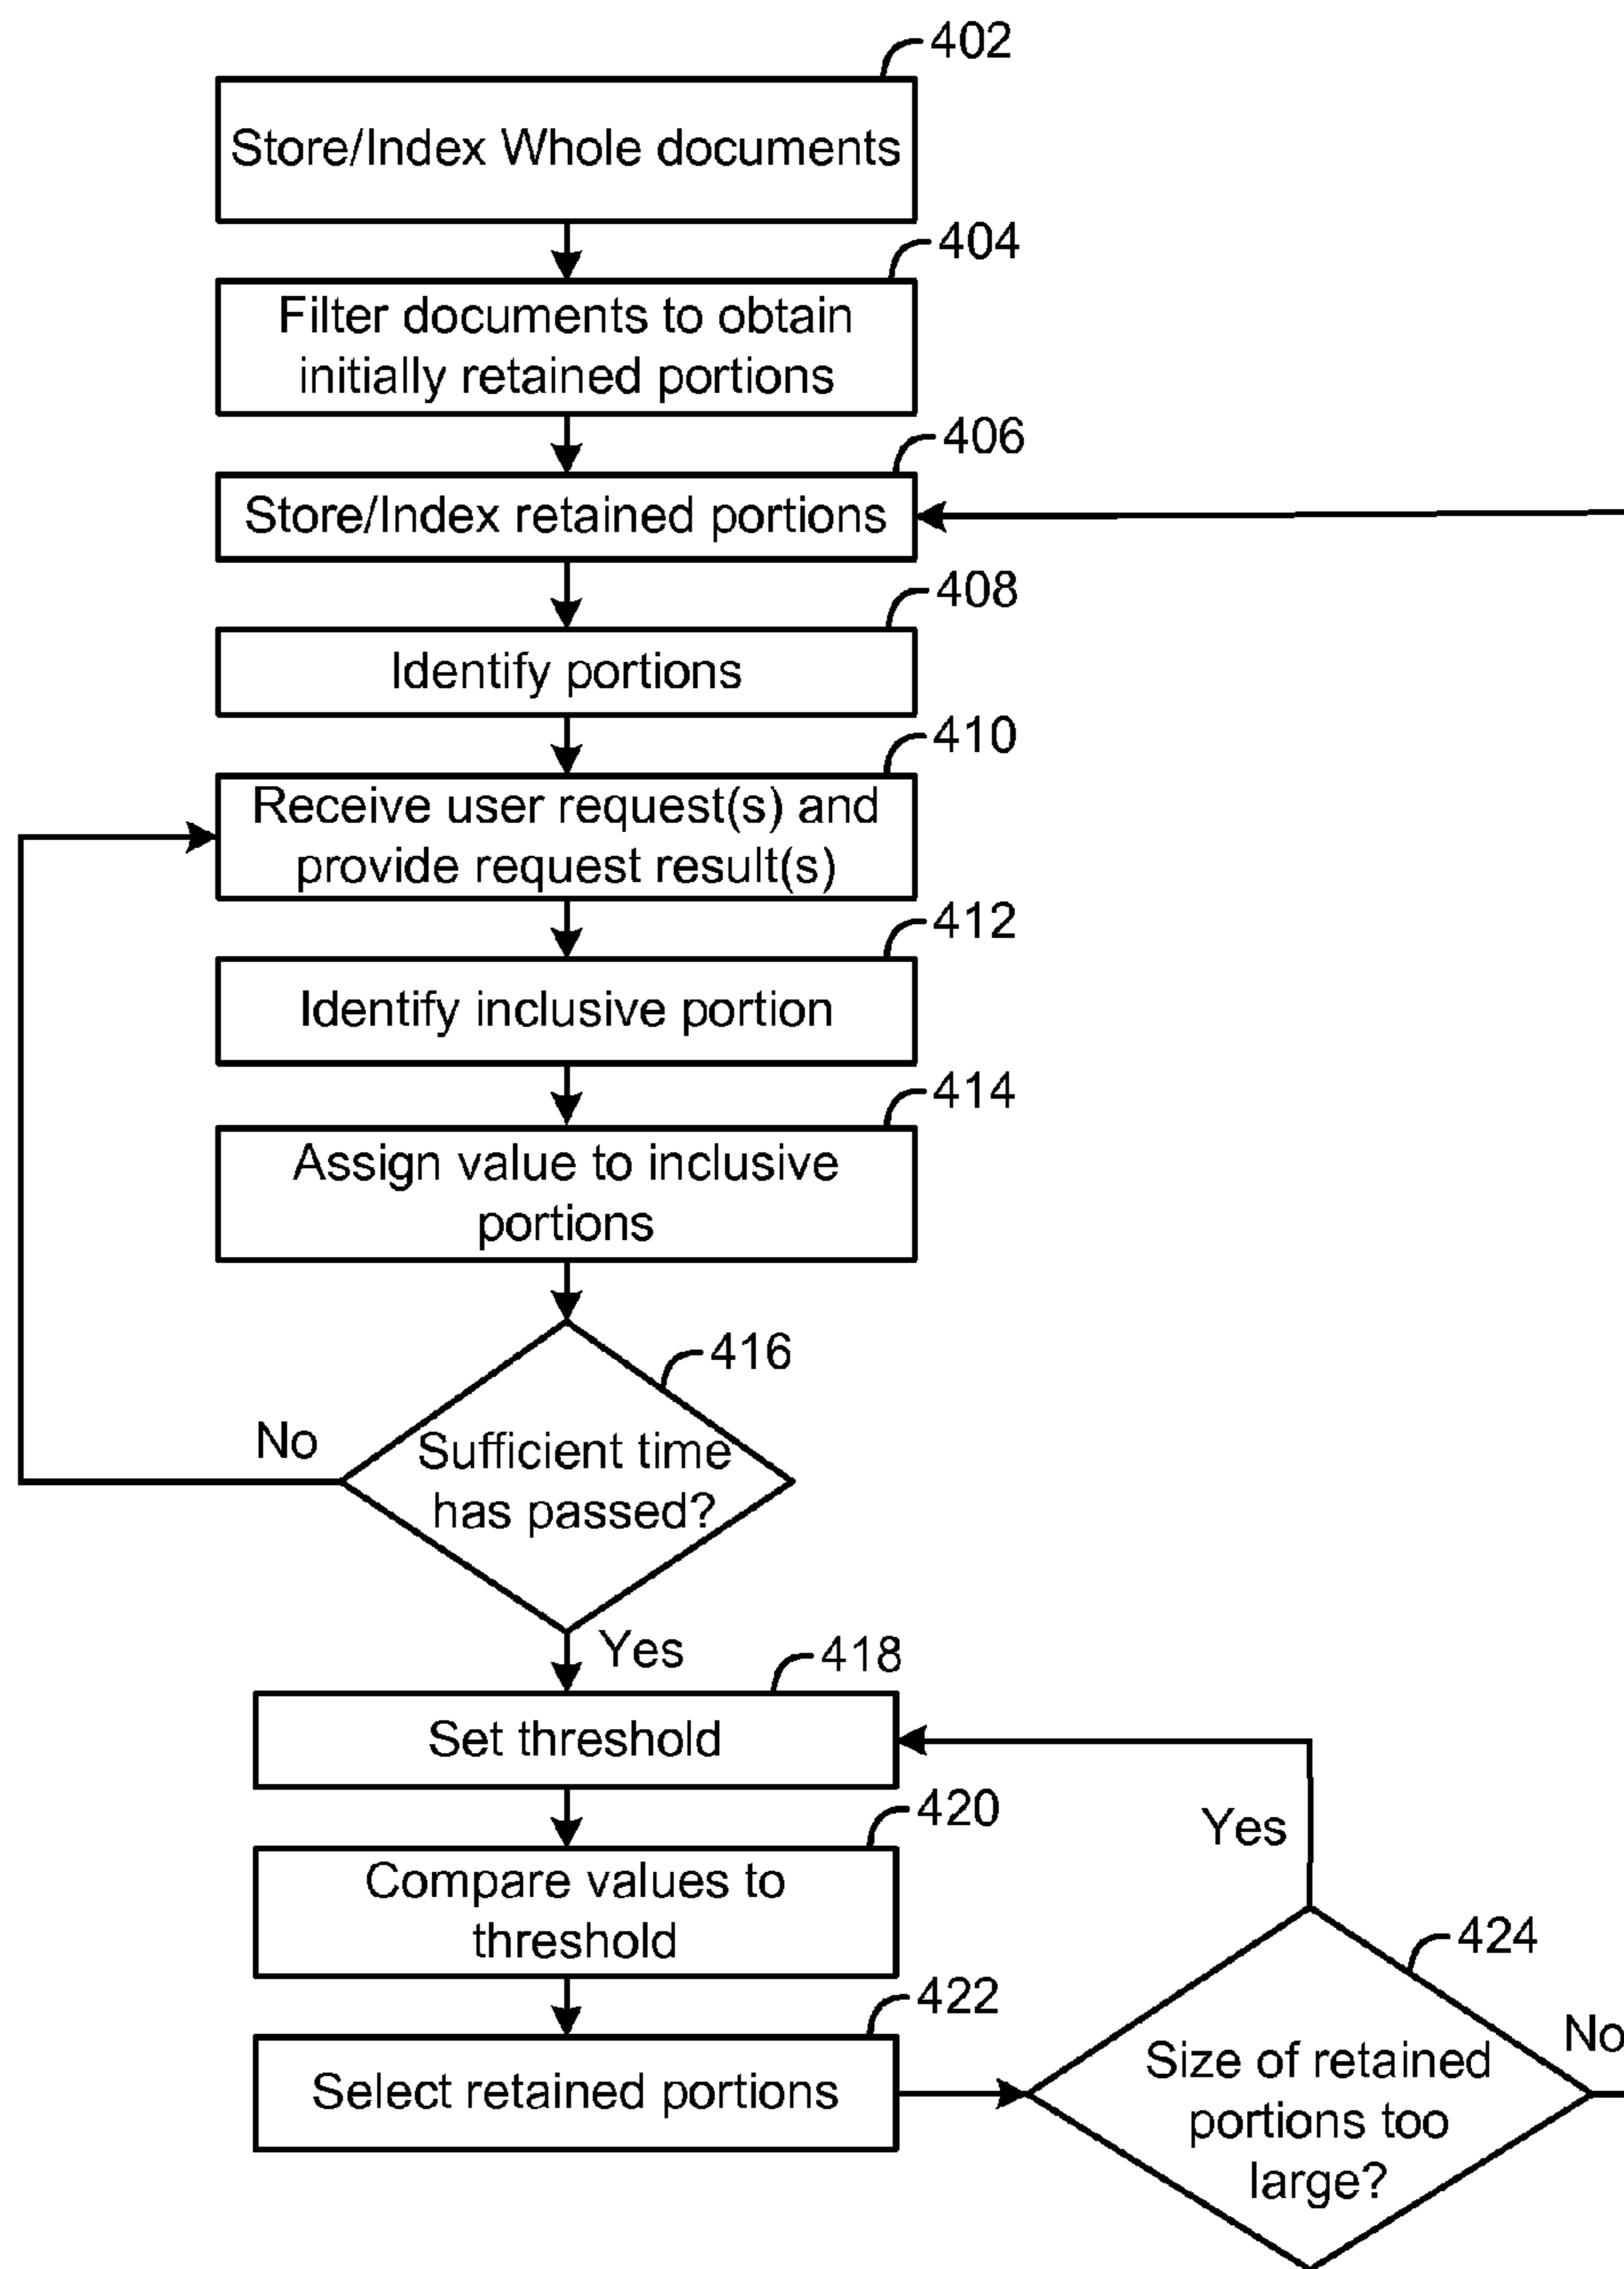 402
Store/Index Whole documents
404
Filter documents to obtain
initially retained portions
406
Store/Index retained portions
408
Identify portions
410
Receive user request(s) and
provide request result(s)
412
Identify inclusive portion
414
Assign value to inclusive
portions
416
No
Sufficient time
has passed?
Yes
418
Set threshold
420
Compare values to
threshold
Yes
422
Select retained portions
424
No
Size of retained
portions too
large?